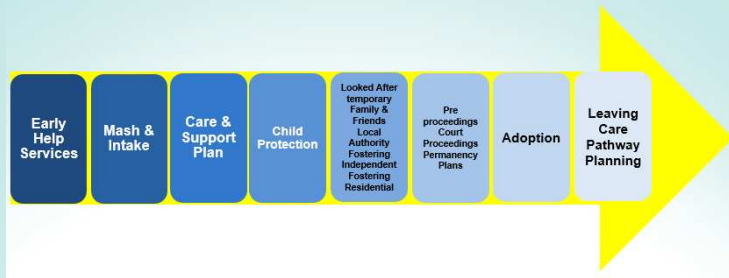 Early
Help
Services
Mash &
Intake
Care &
Support
Plan
Child
Protection
Looked After
temporary
Family &
Friends
Local
Authority
Fostering
Independent
Fostering
Residential
Pre
proceedings
Court
Proceedings
Permanency
Plans
Adoption
Leaving
Care
Pathway
Planning